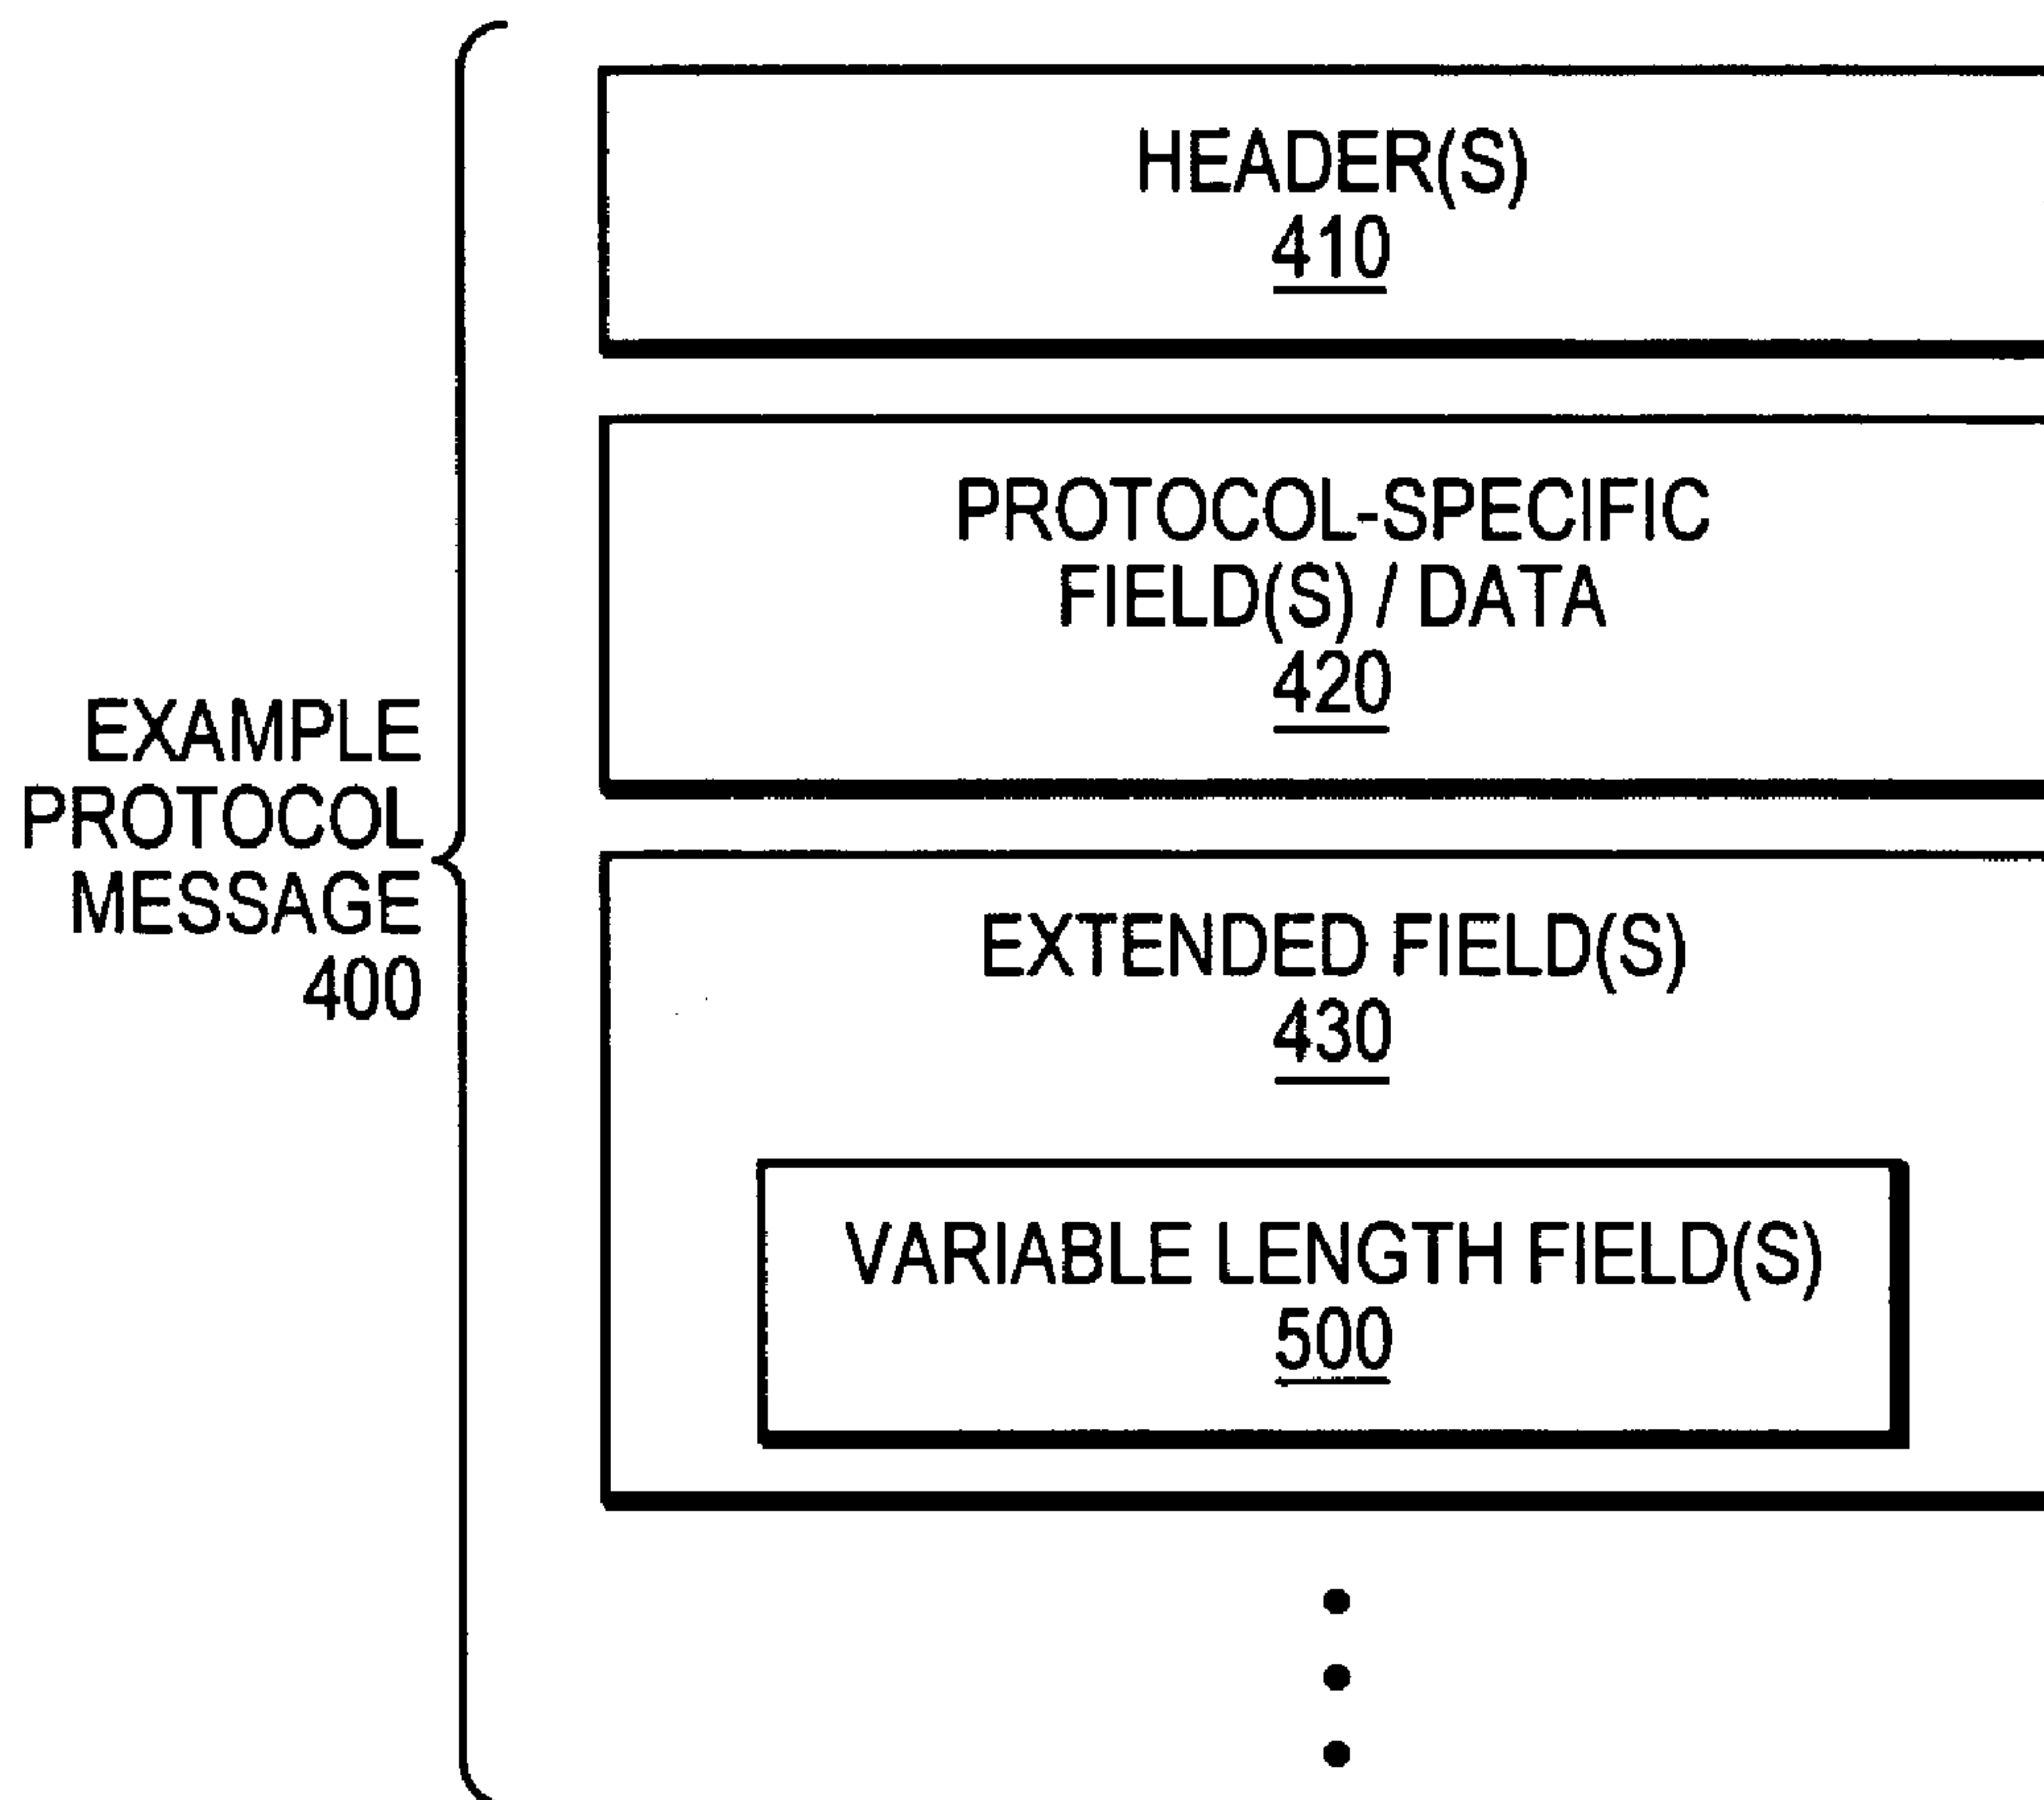 HEADER(S)
410
PROTOCOL-SPECIFIC
FIELD(S) / DATA
420
EXAMPLE
PROTOCOL
MESSAGE
400
EXTENDED FIELD(S)
430
VARIABLE LENGTH FIELD(S)
500